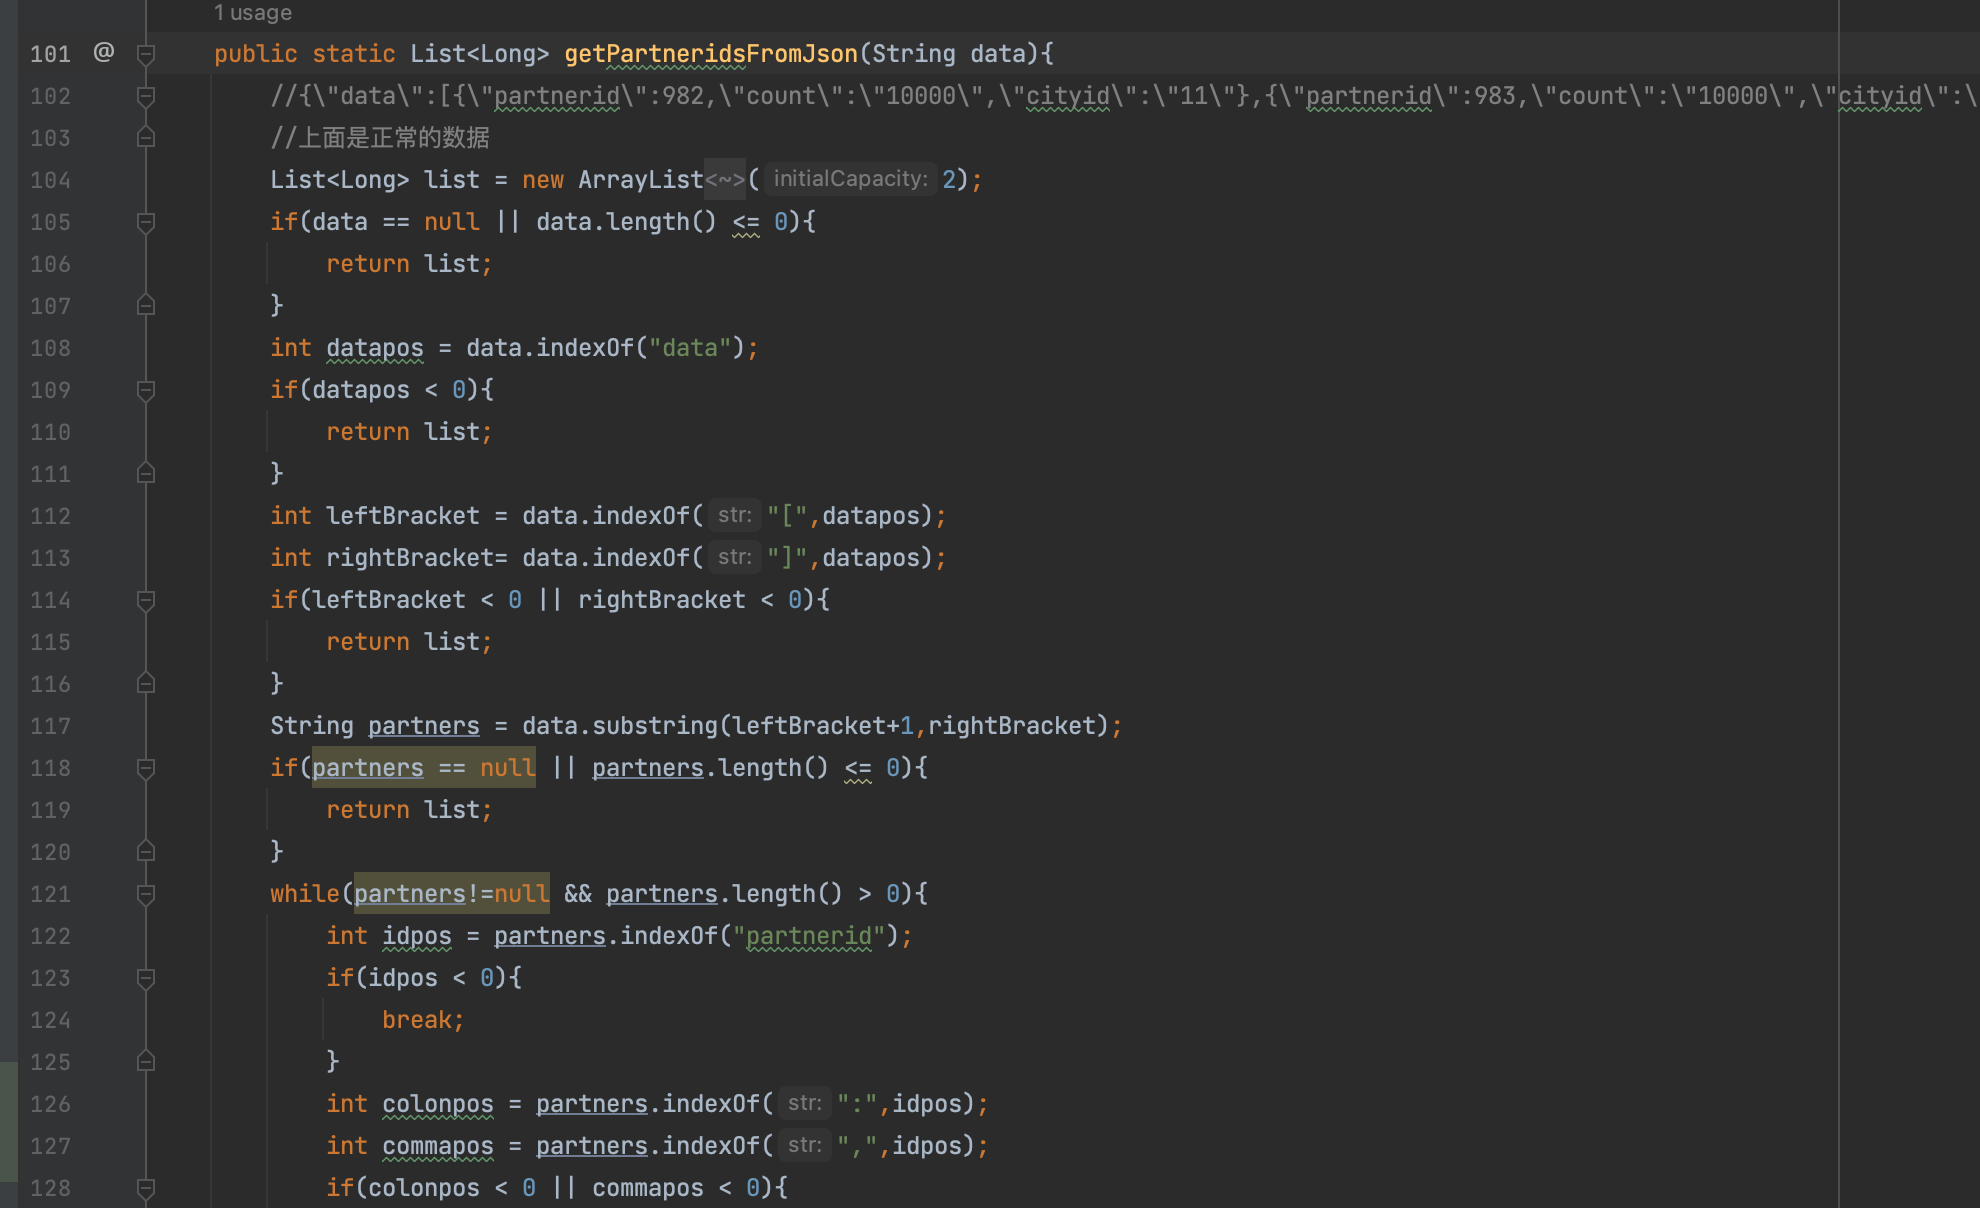 1 usage
101 @ public static List<Long> getPartneridsFromJson(String data){
102 //{\"data\":[{\"partnerid\":982,\"count\":\"10000\",\"cityid\":\"11\"},{\"partnerid\":983,\"count\":\"10000\",\"cityid\":\
103 //上面是正常的数据
104 List<Long> list = new ArrayList<~>( initialCapacity: 2);
105 if(data == null || data.length() <= 0){
106 return list;
107 }
108 int datapos = data.indexOf("data");
109 if(datapos < 0){
110 return list;
111 }
112 int leftBracket = data.indexOf( str: "[",datapos);
113 int rightBracket= data.indexOf( str: "]",datapos);
114 if(leftBracket < 0 || rightBracket < 0){
115 return list;
116 }
117 String partners = data.substring(leftBracket+1,rightBracket);
118 if(partners == null || partners.length() <= 0){
119 return list;
120 }
121 while(partners!=null && partners.length() > 0){
122 int idpos = partners.indexOf("partnerid");
123 if(idpos < 0){
124 break;
125 }
126 int colonpos = partners.indexOf( str: ":",idpos);
127 int commapos = partners.indexOf( str: ",",idpos);
128 if(colonpos < 0 || commapos < 0){